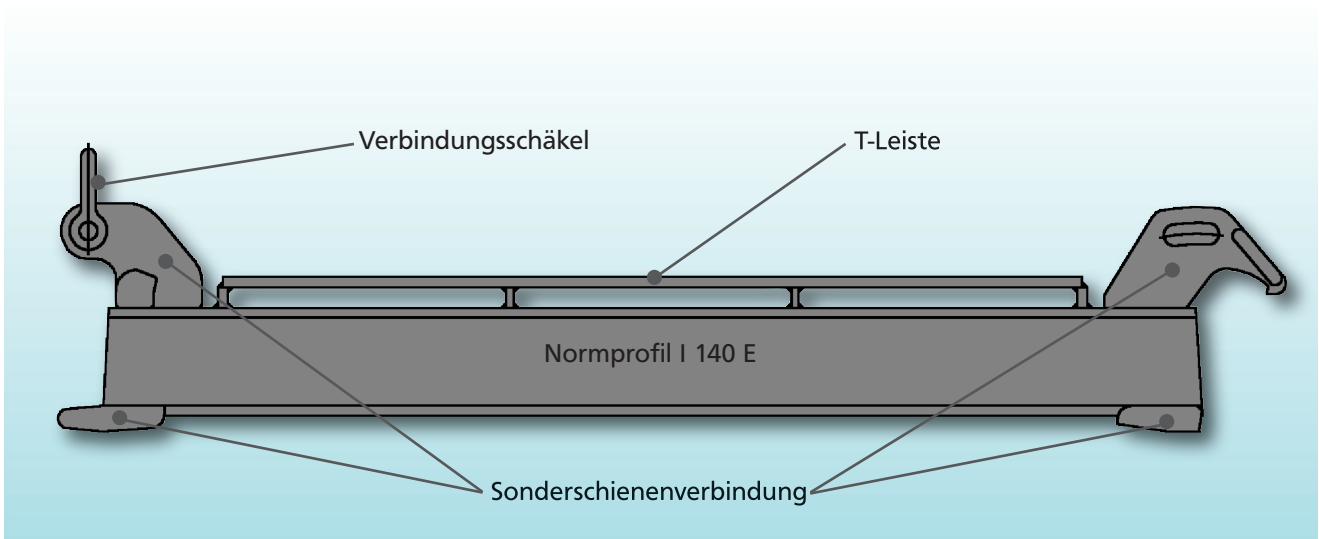 Verbindungsschäkel
T-Leiste
Normprofil I 140 E
Sonderschienenverbindung